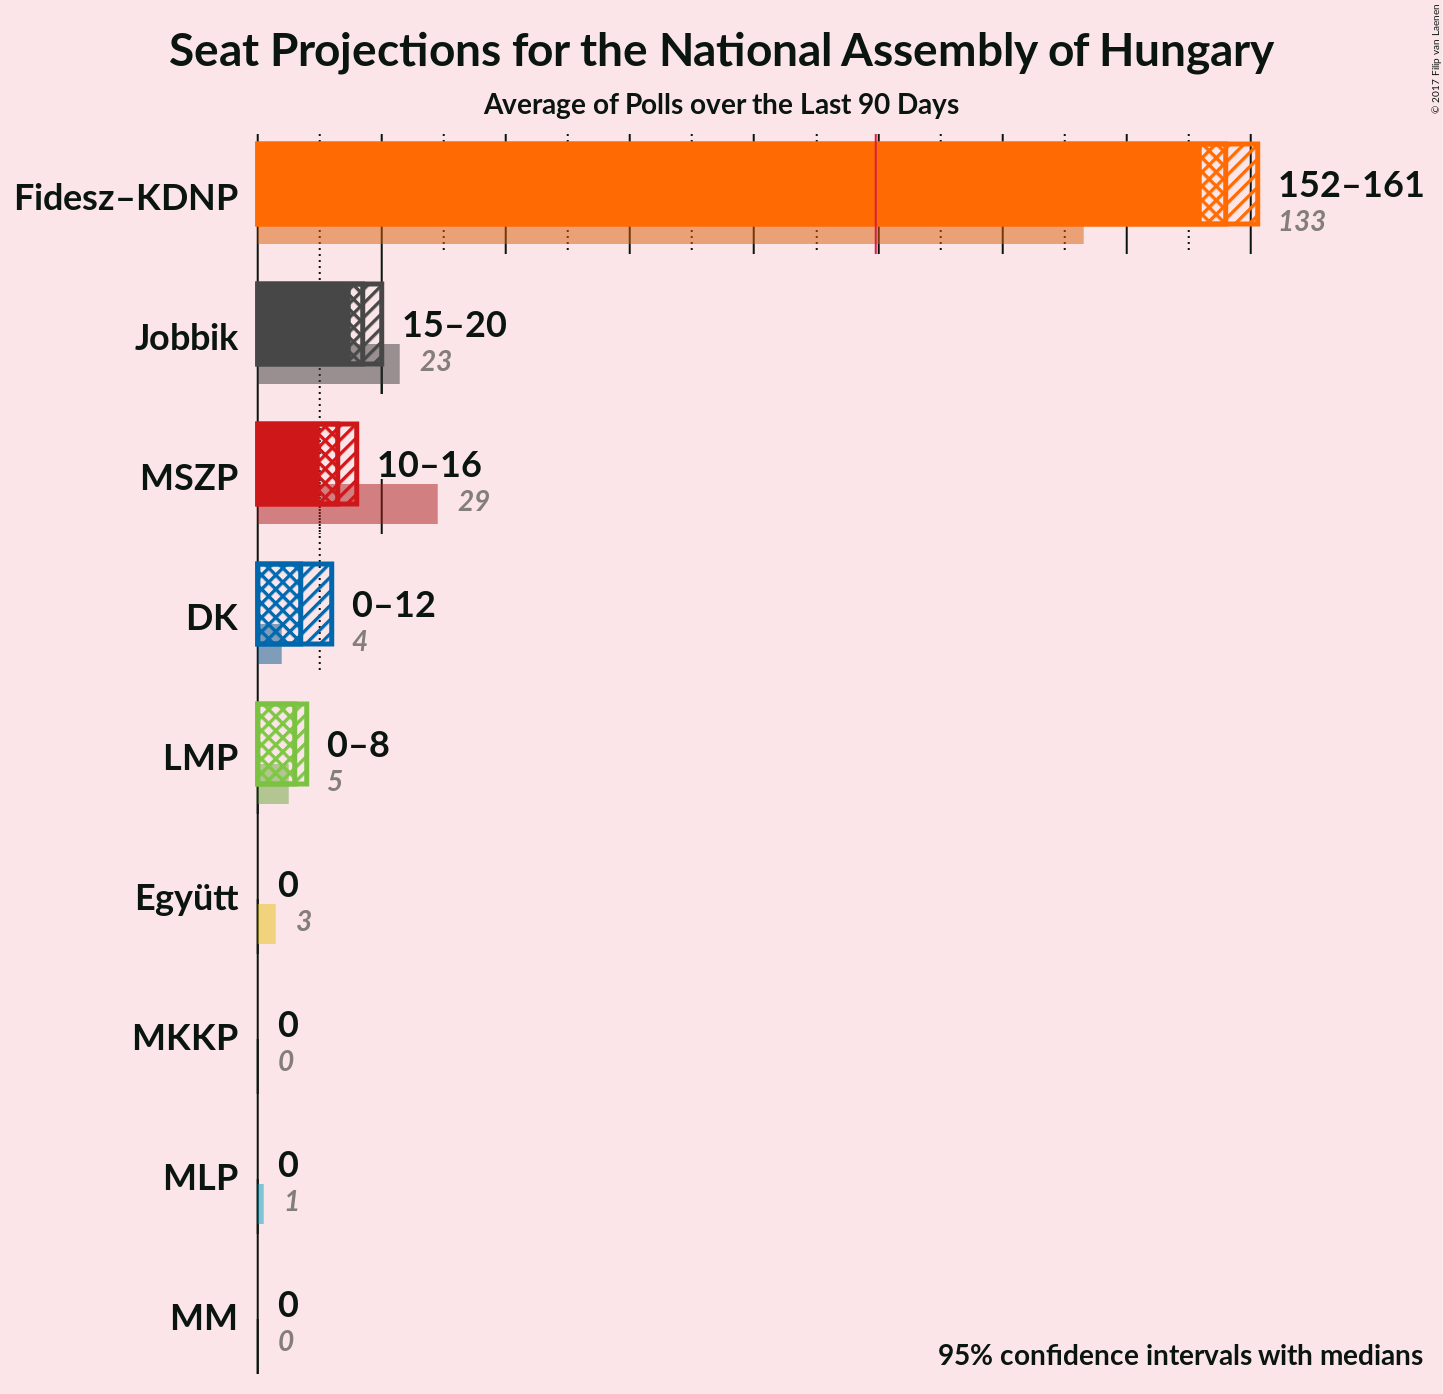 Seat Projections for the National Assembly of Hungary
Average of Polls over the Last 90 Days
© 2017 Filip van Laenen
Fidesz–KDNP
152–161
133
Jobbik
15–20
23
MSZP
10–16
29
DK
0–12
4
LMP
0–8
5
Együtt
0
3
MKKP
0
0
MLP
0
1
MM
0
0
95% confidence intervals with medians